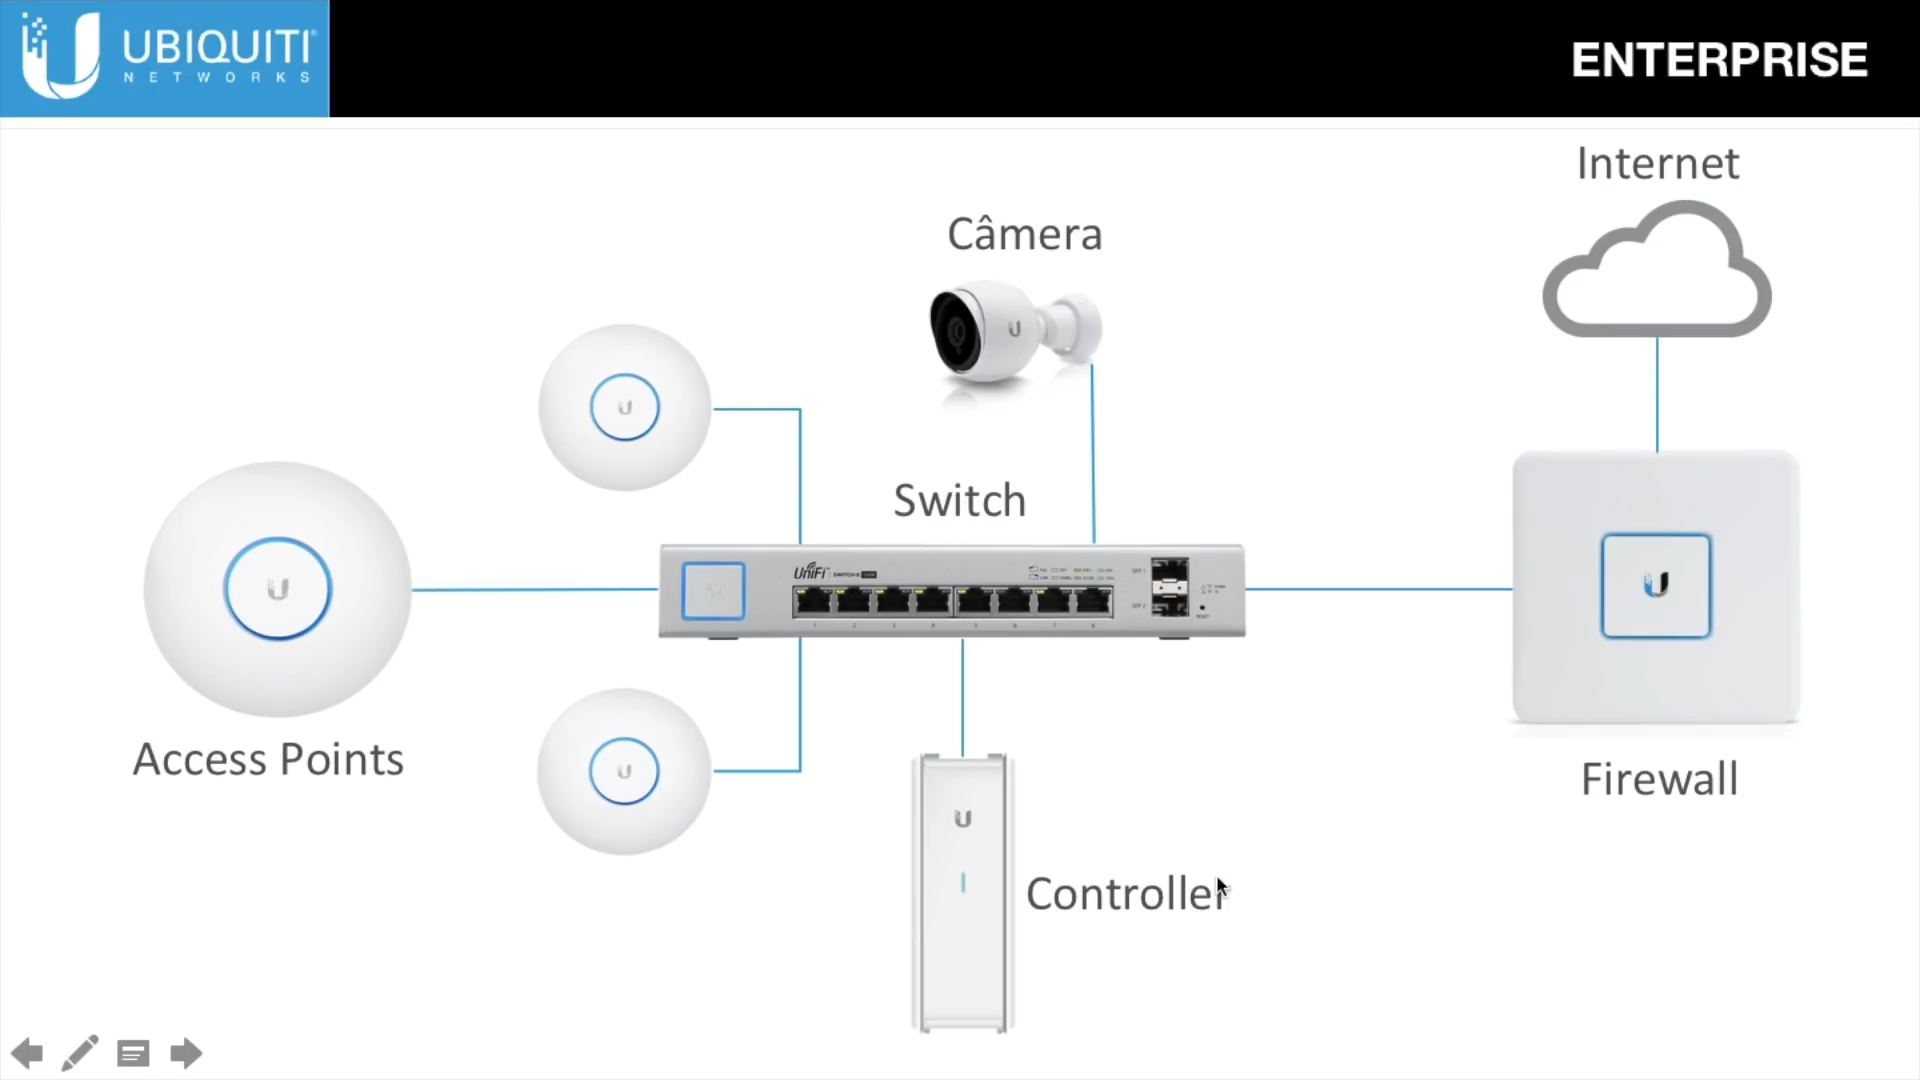 UBIQUITI
NETWORKS
ENTERPRISE
Internet
Câmera
Switch
UniFi
Access Points
Firewall
Controller